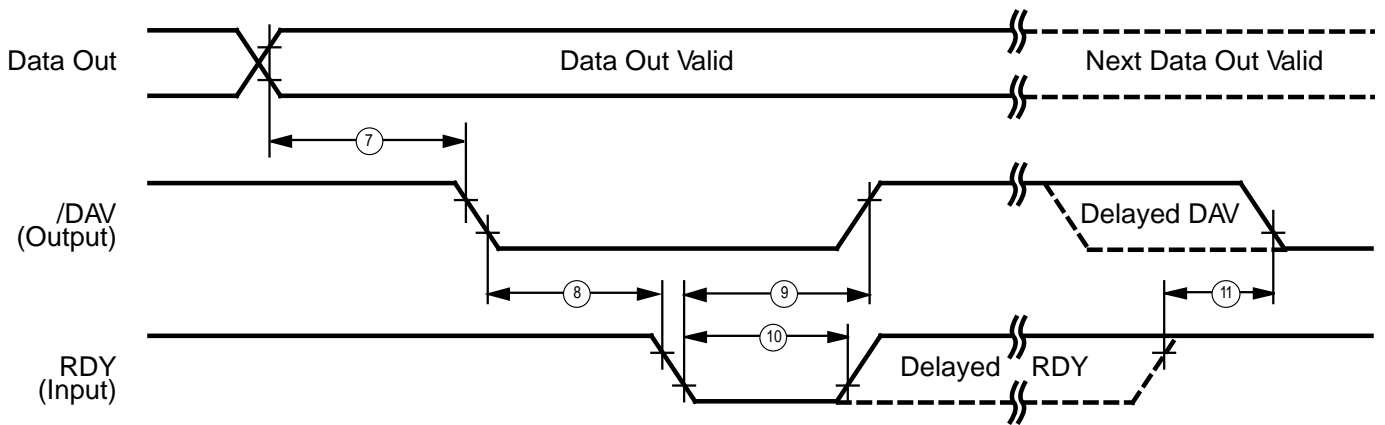 Data Out
Data Out Valid
Next Data Out Valid
7
/DAV
(Output)
Delayed DAV
8
9
11
10
RDY
(Input)
Delayed RDY